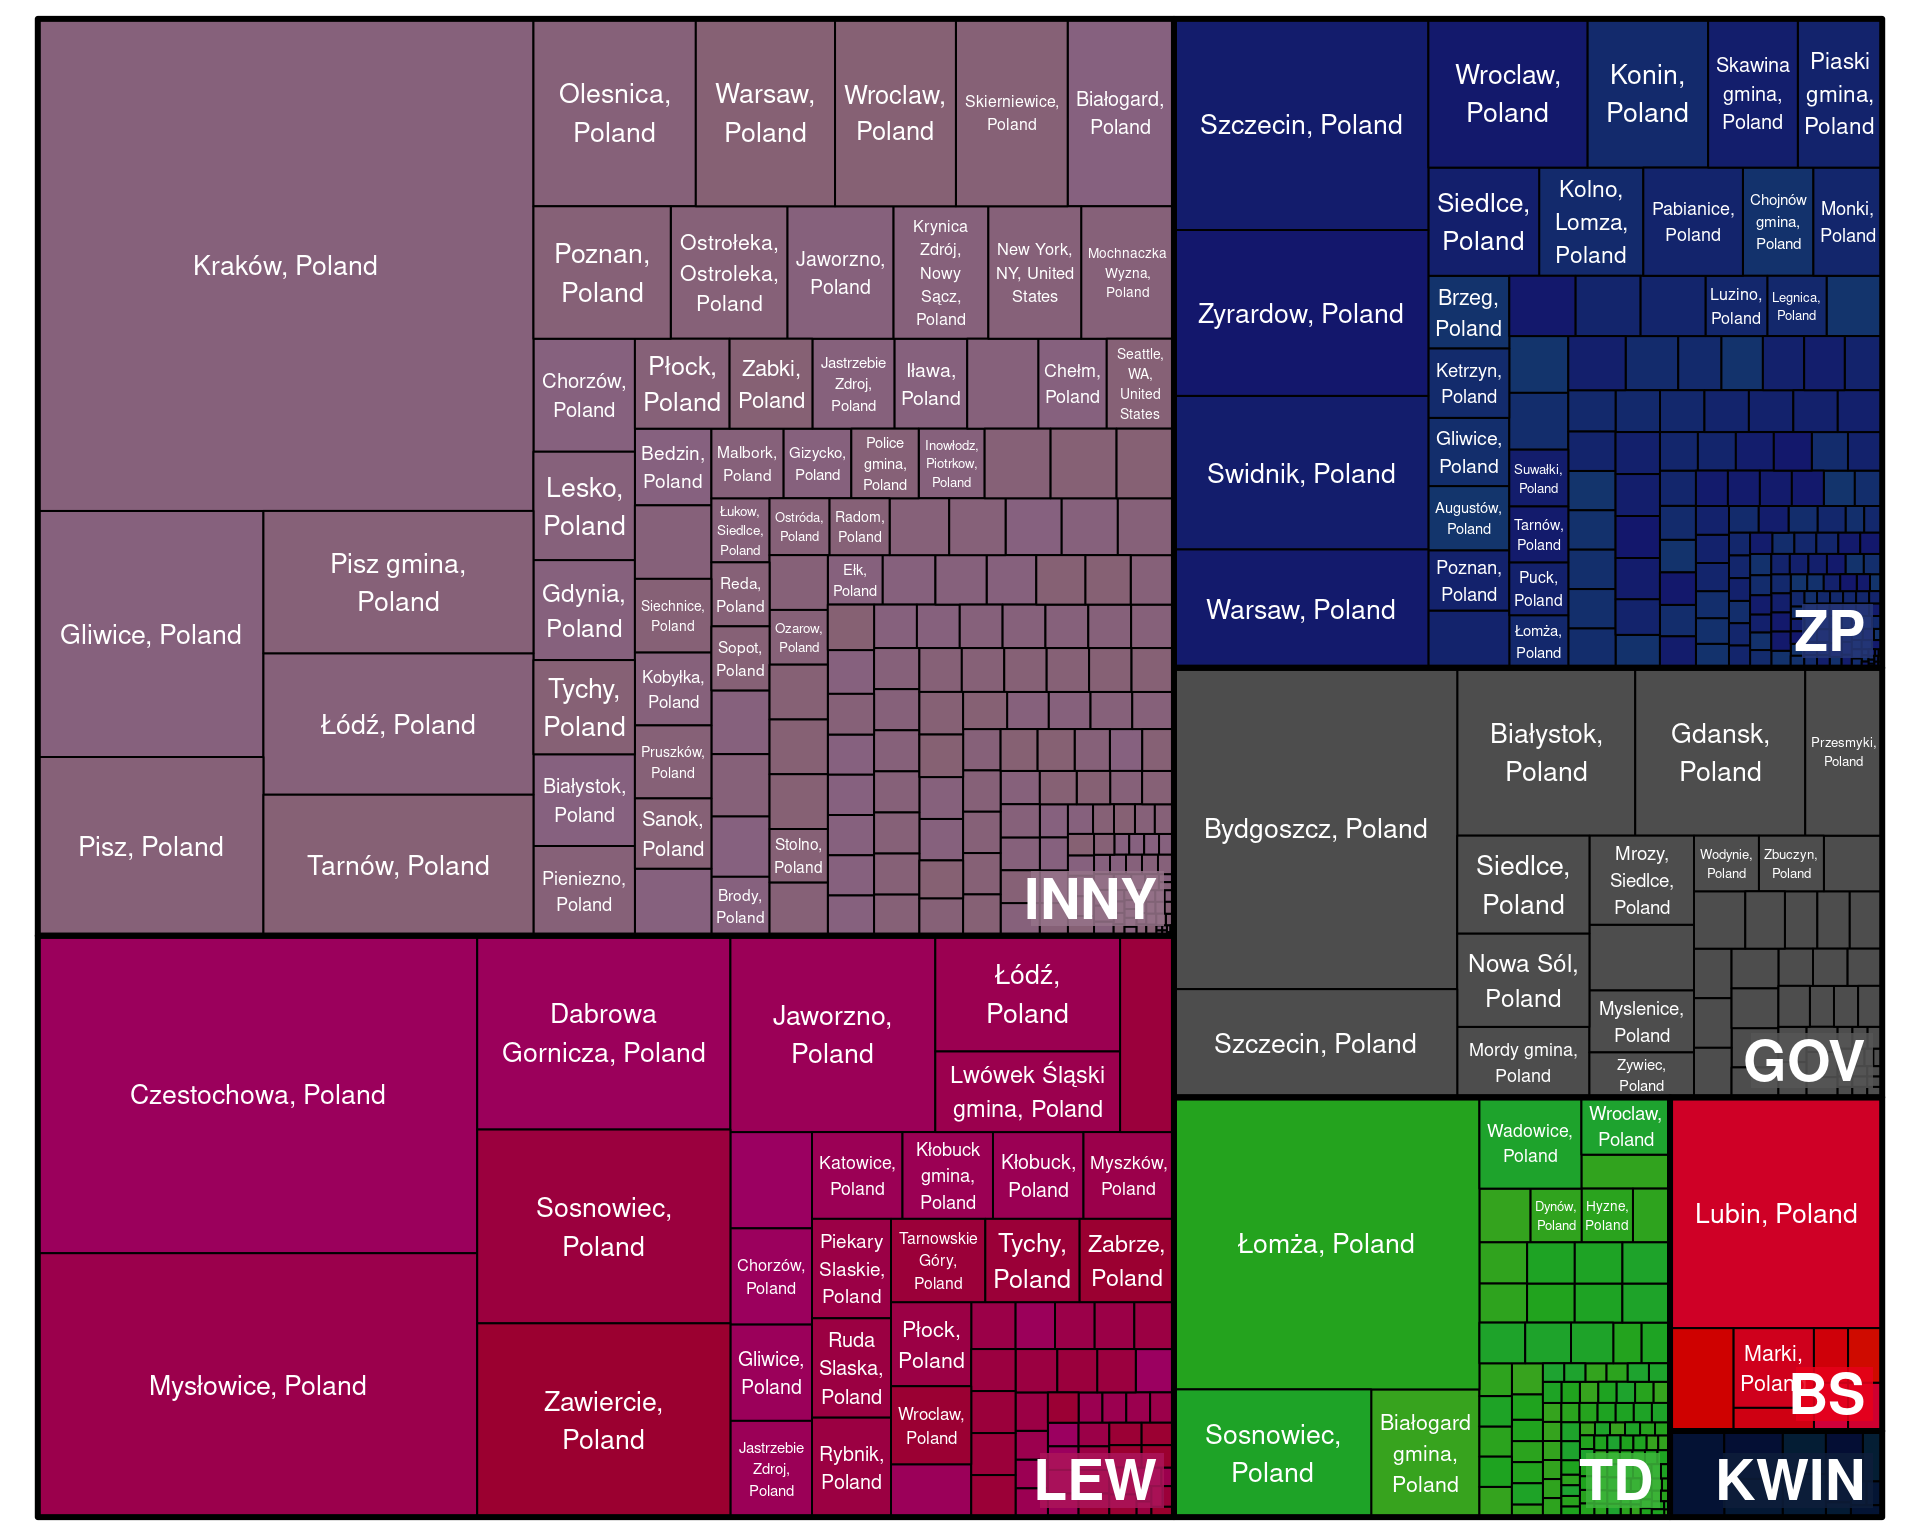 Kraków, Poland
Gliwice, Poland
Pisz, Poland
Pisz gmina,
Poland
Łódź, Poland
Tarnów, Poland
Olesnica,
Poland
Warsaw,
Poland
Wroclaw,
Poland
Skierniewice,
Poland
Białogard,
Poland
Poznan,
Poland
Ostrołeka,
Ostroleka,
Poland
Jaworzno,
Poland
Krynica
Zdrój,
Nowy
Sącz,
Poland
New York,
NY, United
States
Mochnaczka
Wyzna,
Poland
Chorzów,
Poland
Lesko,
Poland
Gdynia,
Poland
Tychy,
Poland
Białystok,
Poland
Pieniezno,
Poland
Płock,
Poland
Zabki,
Poland
Jastrzebie
Zdroj,
Poland
Iława,
Poland
Chełm,
Poland
Seattle,
WA,
United
States
Bedzin,
Poland
Malbork,
Poland
Gizycko,
Poland
Police
gmina,
Poland
Inowłodz,
Piotrkow,
Poland
Siechnice,
Poland
Kobyłka,
Poland
Pruszków,
Poland
Sanok,
Poland
Łukow,
Siedlce,
Poland
Reda,
Poland
Sopot,
Poland
Brody,
Poland
Ostróda,
Poland
Radom,
Poland
Ozarow,
Poland
Stolno,
Poland
Ełk,
Poland
INNY
Szczecin, Poland
Zyrardow, Poland
Swidnik, Poland
Warsaw, Poland
Wroclaw,
Poland
Konin,
Poland
Skawina
gmina,
Poland
Piaski
gmina,
Poland
Siedlce,
Poland
Kolno,
Lomza,
Poland
Pabianice,
Poland
Chojnów
gmina,
Poland
Monki,
Poland
Brzeg,
Poland
Ketrzyn,
Poland
Gliwice,
Poland
Augustów,
Poland
Poznan,
Poland
Luzino,
Poland
Legnica,
Poland
Suwałki,
Poland
Tarnów,
Poland
Puck,
Poland
Łomża,
Poland
ZP
Bydgoszcz, Poland
Szczecin, Poland
Białystok,
Poland
Gdansk,
Poland
Przesmyki,
Poland
Siedlce,
Poland
Nowa Sól,
Poland
Mordy gmina,
Poland
Mrozy,
Siedlce,
Poland
Myslenice,
Poland
Zywiec,
Poland
Wodynie,
Poland
Zbuczyn,
Poland
GOV
Czestochowa, Poland
Mysłowice, Poland
Dabrowa
Gornicza, Poland
Sosnowiec,
Poland
Zawiercie,
Poland
Jaworzno,
Poland
Łódź,
Poland
Lwówek Śląski
gmina, Poland
Chorzów,
Poland
Gliwice,
Poland
Jastrzebie
Zdroj,
Poland
Katowice,
Poland
Kłobuck
gmina,
Poland
Kłobuck,
Poland
Myszków,
Poland
Piekary
Slaskie,
Poland
Ruda
Slaska,
Poland
Rybnik,
Poland
Tarnowskie
Góry,
Poland
Tychy,
Poland
Zabrze,
Poland
Płock,
Poland
Wroclaw,
Poland
LEW
Łomża, Poland
Sosnowiec,
Poland
Białogard
gmina,
Poland
Wadowice,
Poland
Wroclaw,
Poland
Dynów,
Poland
Hyzne,
Poland
TD
Lubin, Poland
Marki,
Poland
BS
KWIN